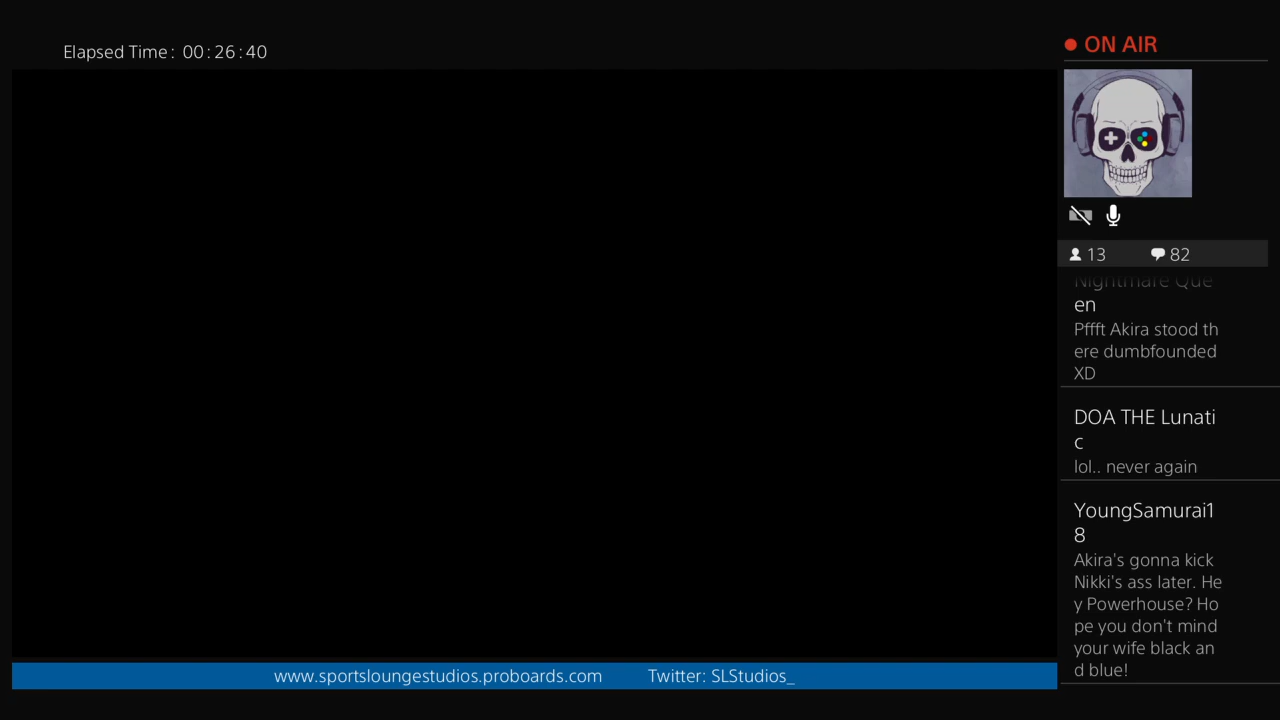 Elapsed Time: 00:26:40
ON AIR
13 82
Nightmare Que
en
Pffft Akira stood th
ere dumbfounded
XD
DOA THE Lunati
c
lol.. never again
YoungSamurai1
8
Akira's gonna kick
Nikki's ass later. He
y Powerhouse? Ho
pe you don't mind
your wife black an
d blue!
www.sportsloungestudios.proboards.com Twitter: SLStudios_